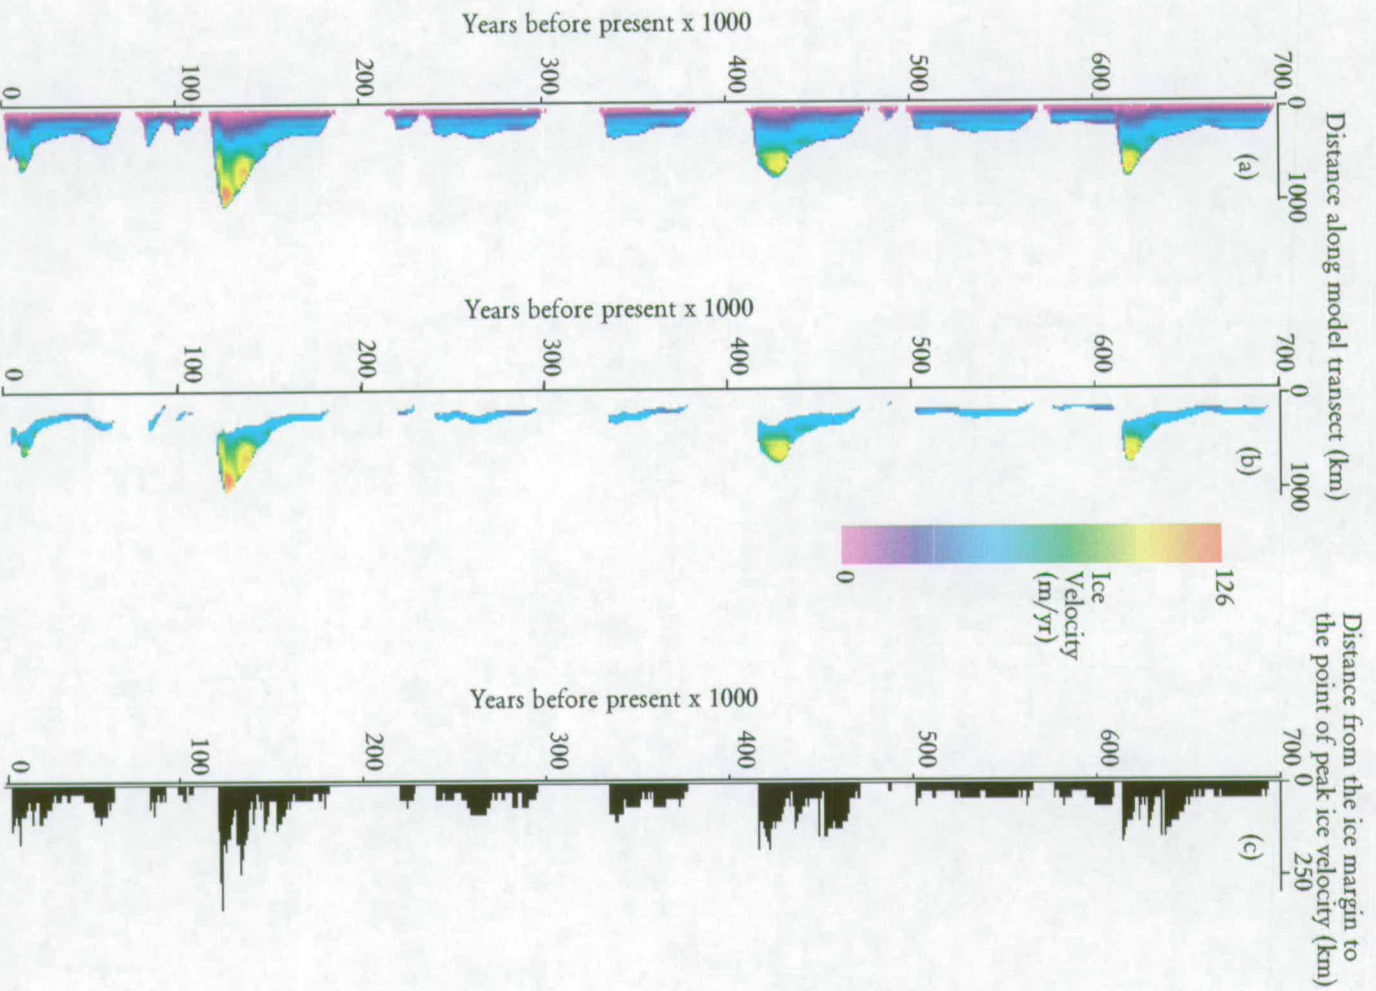 Distance along model transect (km)
0
1000
(a)
0
100
200
300
400
500
600
700
Years before present x 1000
0
1000
(b)
0
100
200
300
400
500
600
700
Years before present x 1000
126
0
Ice
Velocity
(m/yr)
Distance from the ice margin to
the point of peak ice velocity (km)
0
250
(c)
0
100
200
300
400
500
600
700
Years before present x 1000